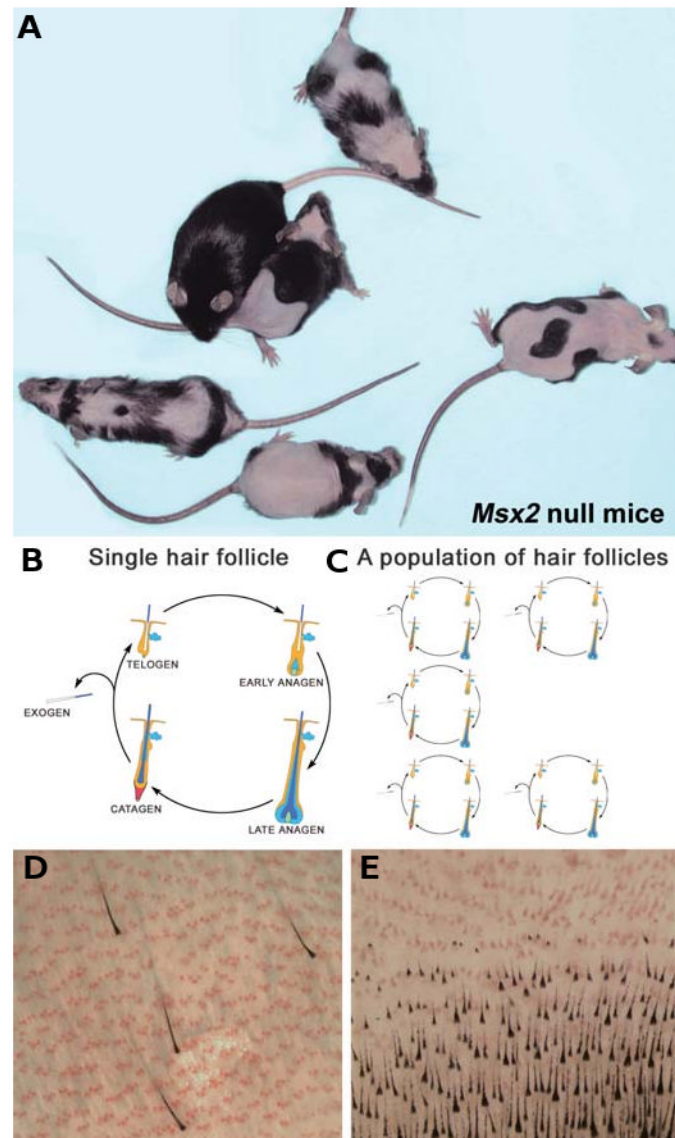 A
Msx2 null mice
B
Single hair follicle
C
A population of hair follicles
TELOGEN
EARLY ANAGEN
EXOGEN
CATAGEN
LATE ANAGEN
D
E